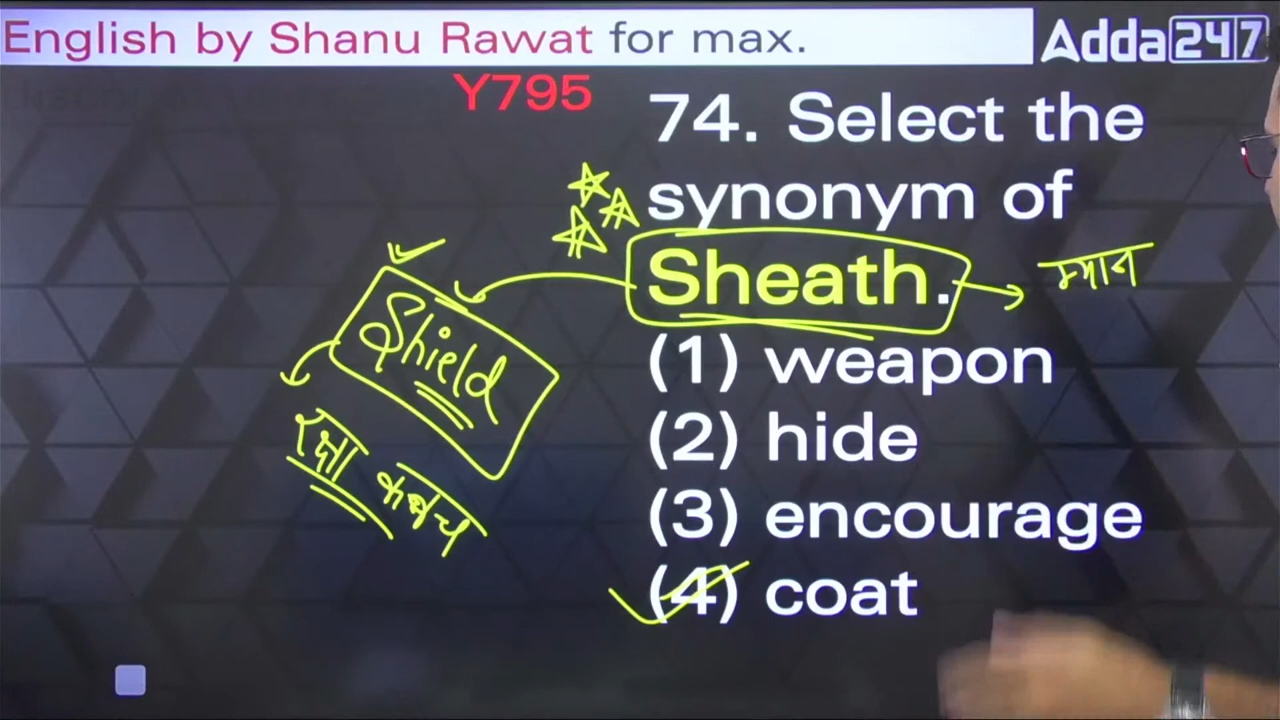 English by Shanu Rawat for max.
Adda247
Y795
74. Select the
synonym of
Sheath.
म्यान
(1) weapon
(2) hide
(3) encourage
(4) coat
Shield
रक्षा कवच